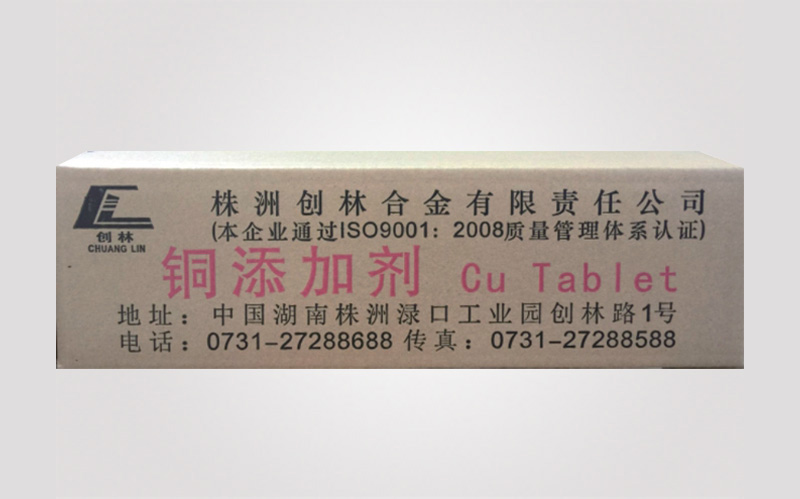 创林
CHUANG LIN
株洲创林合金有限责任公司
(本企业通过ISO9001：2008质量管理体系认证)
铜添加剂 Cu Tablet
地址：中国湖南株洲渌口工业园创林路1号
电话：0731-27288688 传真：0731-27288588